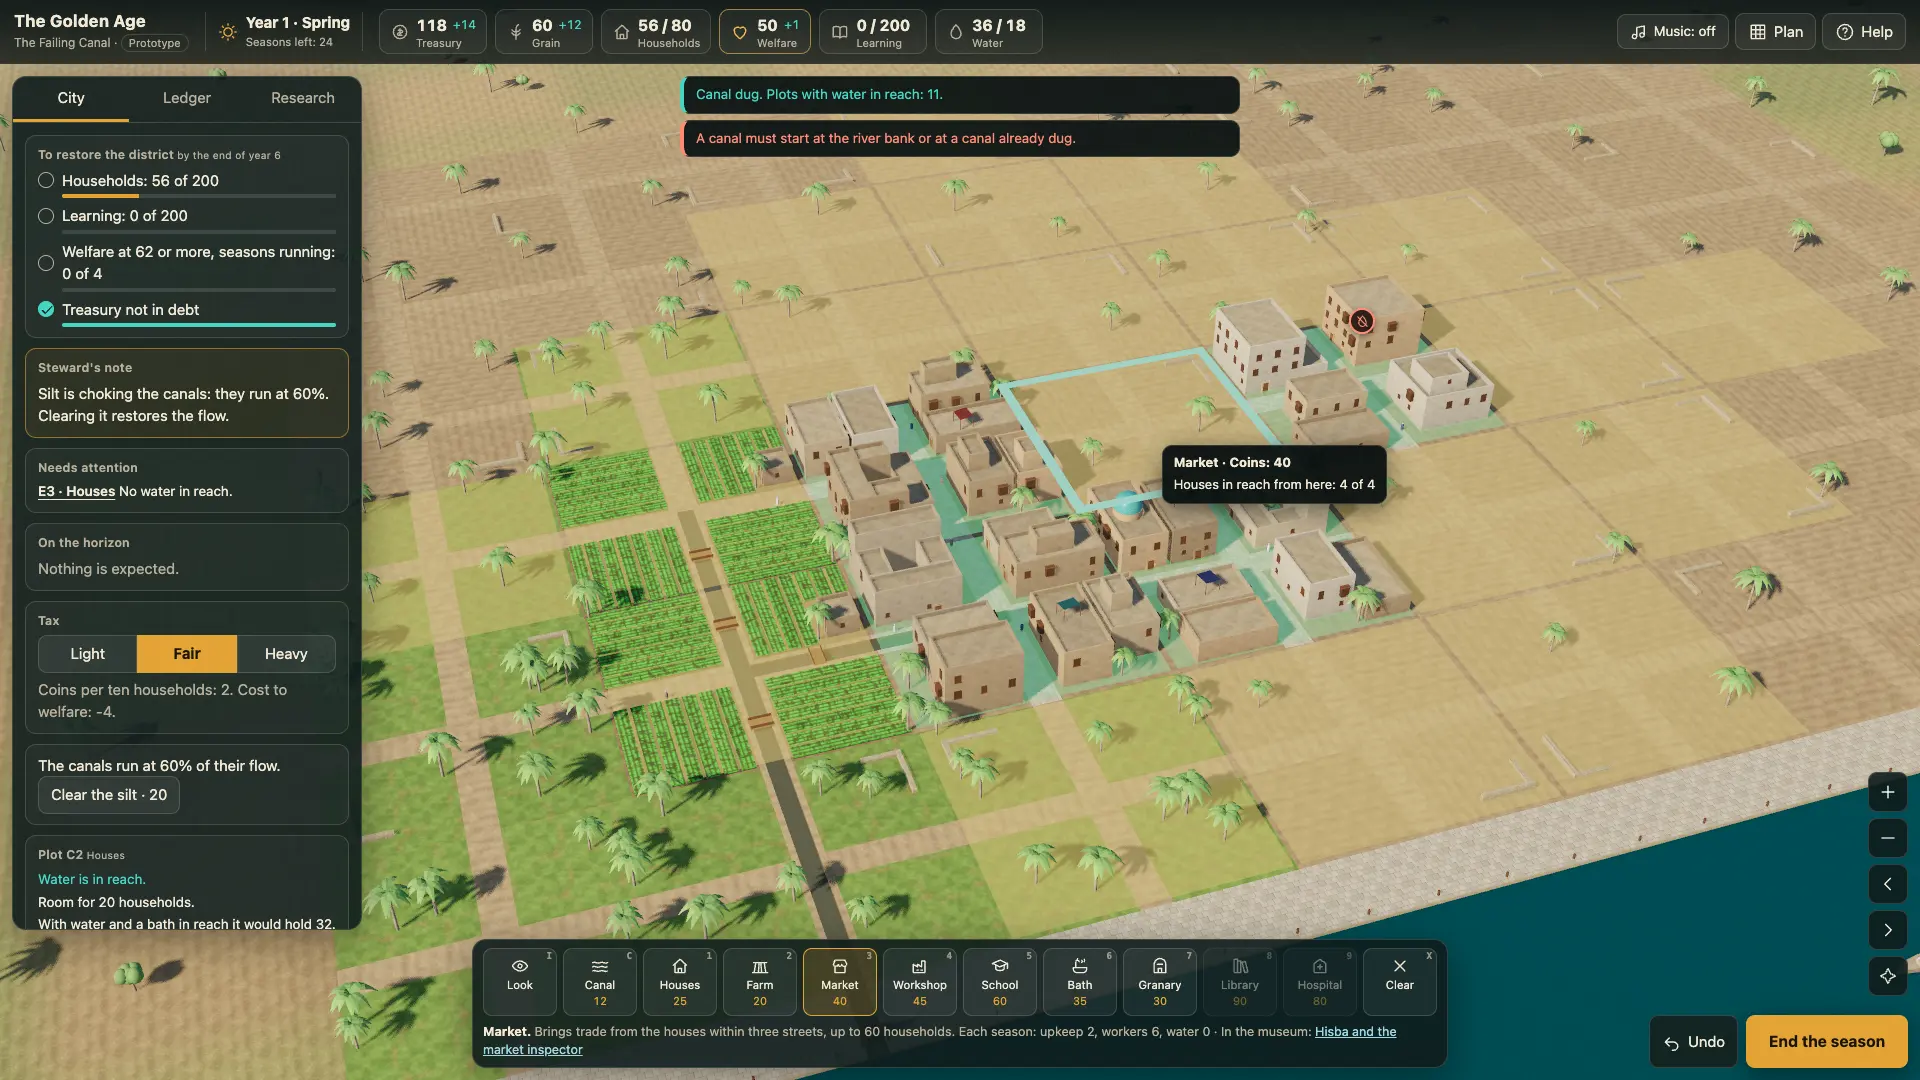 The Golden Age
The Failing Canal · Prototype
Year 1 · Spring
Seasons left: 24
118 +14
Treasury
60 +12
Grain
56 / 80
Households
50 +1
Welfare
0 / 200
Learning
36 / 18
Water
Music: off
Plan
Help
City
Ledger
Research
To restore the district by the end of year 6
Households: 56 of 200
Learning: 0 of 200
Welfare at 62 or more, seasons running:
0 of 4
Treasury not in debt
Steward's note
Silt is choking the canals: they run at 60%.
Clearing it restores the flow.
Needs attention
E3 · Houses No water in reach.
On the horizon
Nothing is expected.
Tax
Light
Fair
Heavy
Coins per ten households: 2. Cost to
welfare: -4.
The canals run at 60% of their flow.
Clear the silt · 20
Plot C2 Houses
Water is in reach.
Room for 20 households.
With water and a bath in reach it would hold 32.
Canal dug. Plots with water in reach: 11.
A canal must start at the river bank or at a canal already dug.
Market · Coins: 40
Houses in reach from here: 4 of 4
I
Look
C
Canal
12
1
Houses
25
2
Farm
20
3
Market
40
4
Workshop
45
5
School
60
6
Bath
35
7
Granary
30
8
Library
90
9
Hospital
80
X
Clear
Market. Brings trade from the houses within three streets, up to 60 households. Each season: upkeep 2, workers 6, water 0 · In the museum: Hisba and the
market inspector
Undo
End the season